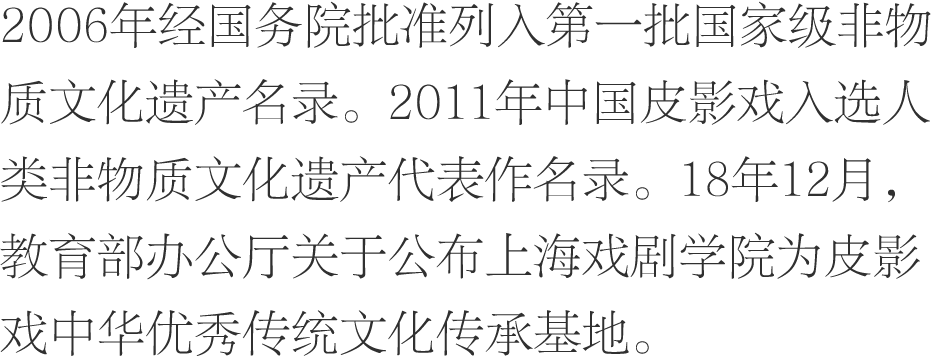 2006年经国务院批准列入第一批国家级非物
质文化遗产名录。2011年中国皮影戏入选人
类非物质文化遗产代表作名录。18年12月，
教育部办公厅关于公布上海戏剧学院为皮影
戏中华优秀传统文化传承基地。